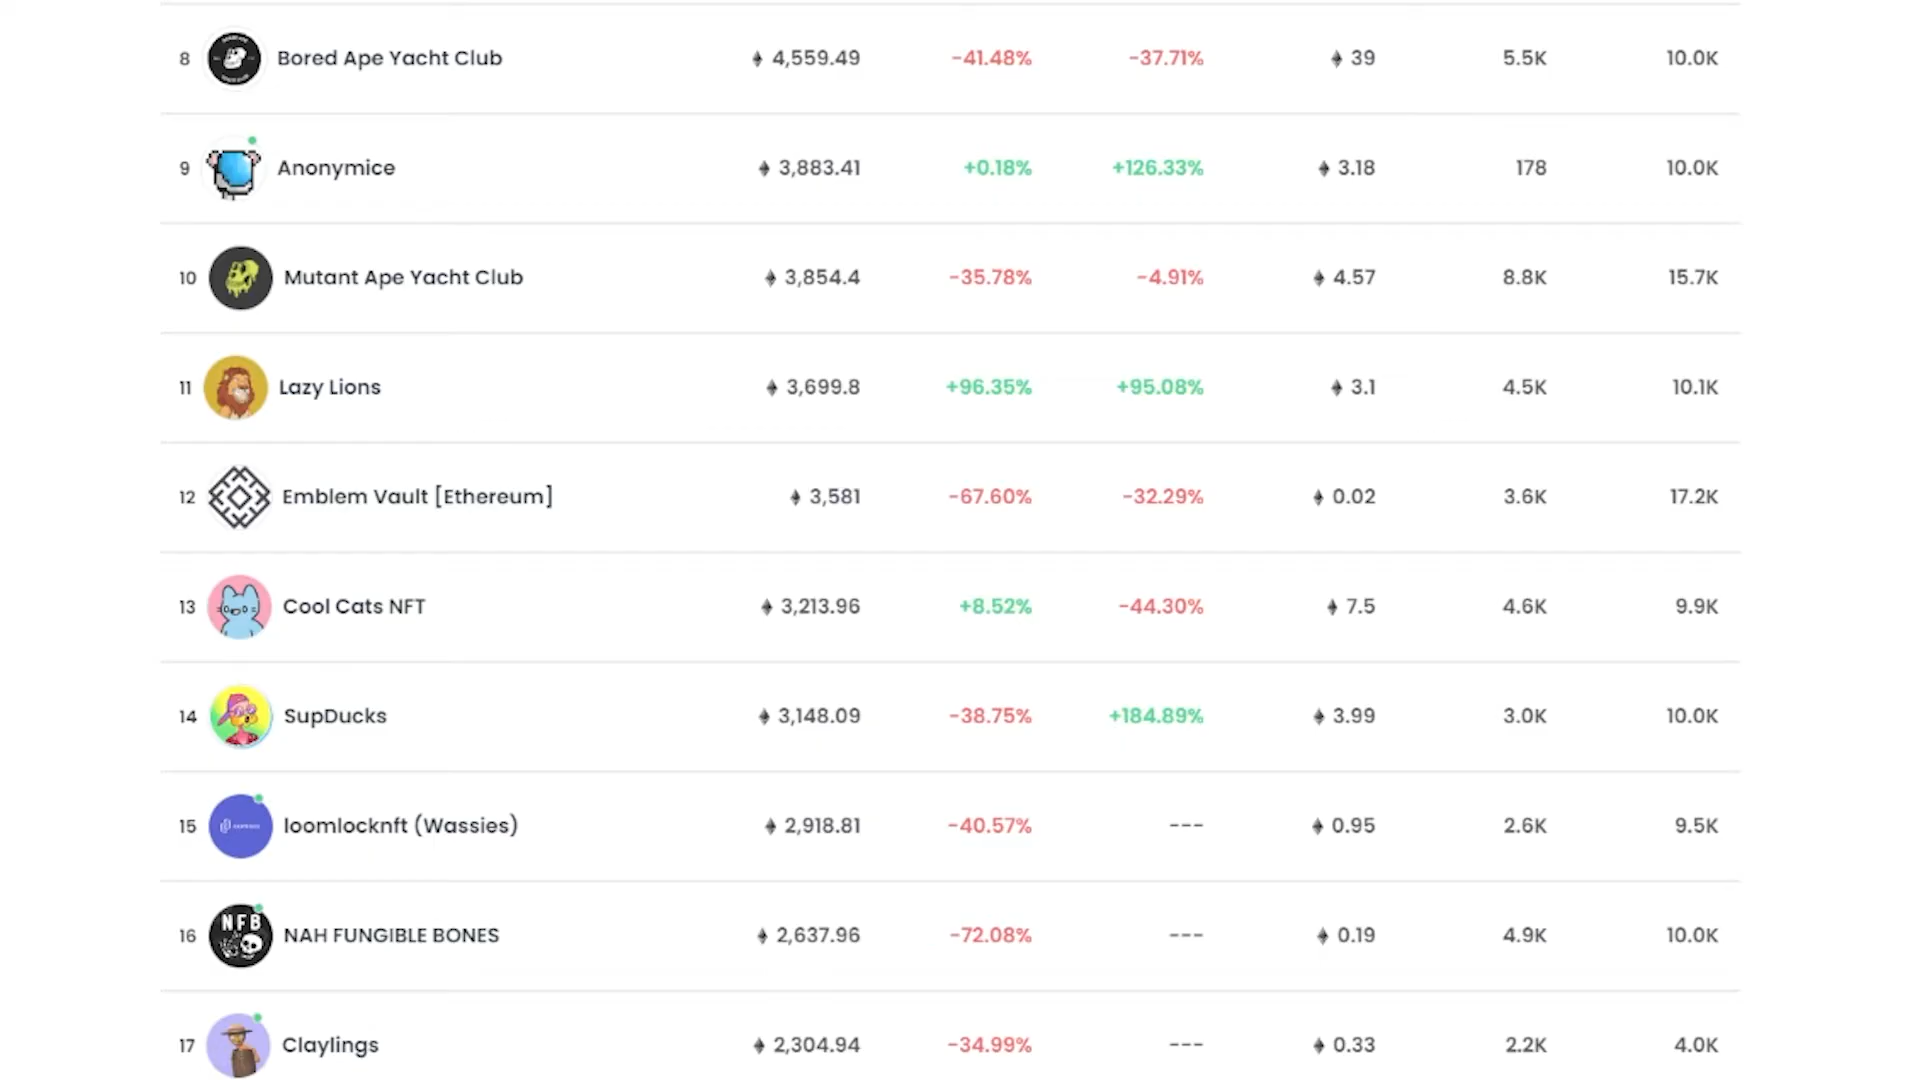 8 Bored Ape Yacht Club 4,559.49 -41.48% -37.71% 39 5.5K 10.0K
9 Anonymice 3,883.41 +0.18% +126.33% 3.18 178 10.0K
10 Mutant Ape Yacht Club 3,854.4 -35.78% -4.91% 4.57 8.8K 15.7K
11 Lazy Lions 3,699.8 +96.35% +95.08% 3.1 4.5K 10.1K
12 Emblem Vault [Ethereum] 3,581 -67.60% -32.29% 0.02 3.6K 17.2K
13 Cool Cats NFT 3,213.96 +8.52% -44.30% 7.5 4.6K 9.9K
14 SupDucks 3,148.09 -38.75% +184.89% 3.99 3.0K 10.0K
15 loomlocknft (Wassies) 2,918.81 -40.57% --- 0.95 2.6K 9.5K
16 NFB NAH FUNGIBLE BONES 2,637.96 -72.08% --- 0.19 4.9K 10.0K
17 Claylings 2,304.94 -34.99% --- 0.33 2.2K 4.0K